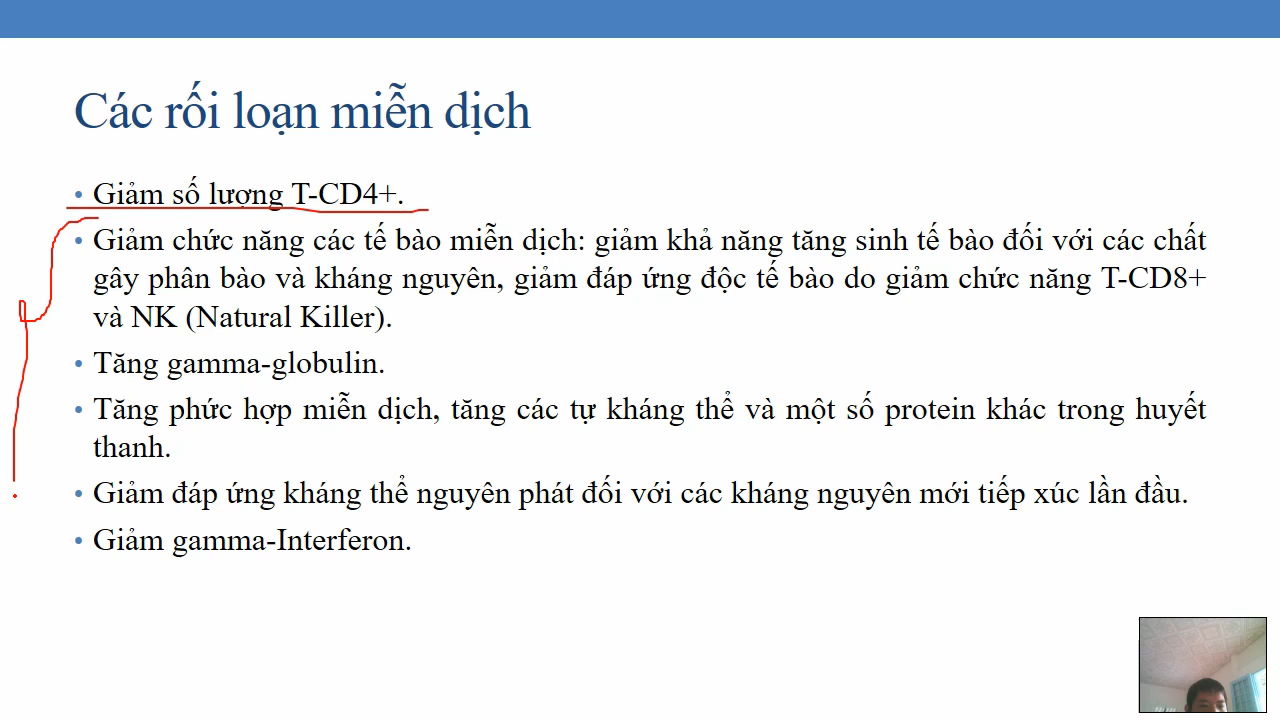 Các rối loạn miễn dịch
• Giảm số lượng T-CD4+.
• Giảm chức năng các tế bào miễn dịch: giảm khả năng tăng sinh tế bào đối với các chất
gây phân bào và kháng nguyên, giảm đáp ứng độc tế bào do giảm chức năng T-CD8+
và NK (Natural Killer).
• Tăng gamma-globulin.
• Tăng phức hợp miễn dịch, tăng các tự kháng thể và một số protein khác trong huyết
thanh.
• Giảm đáp ứng kháng thể nguyên phát đối với các kháng nguyên mới tiếp xúc lần đầu.
• Giảm gamma-Interferon.